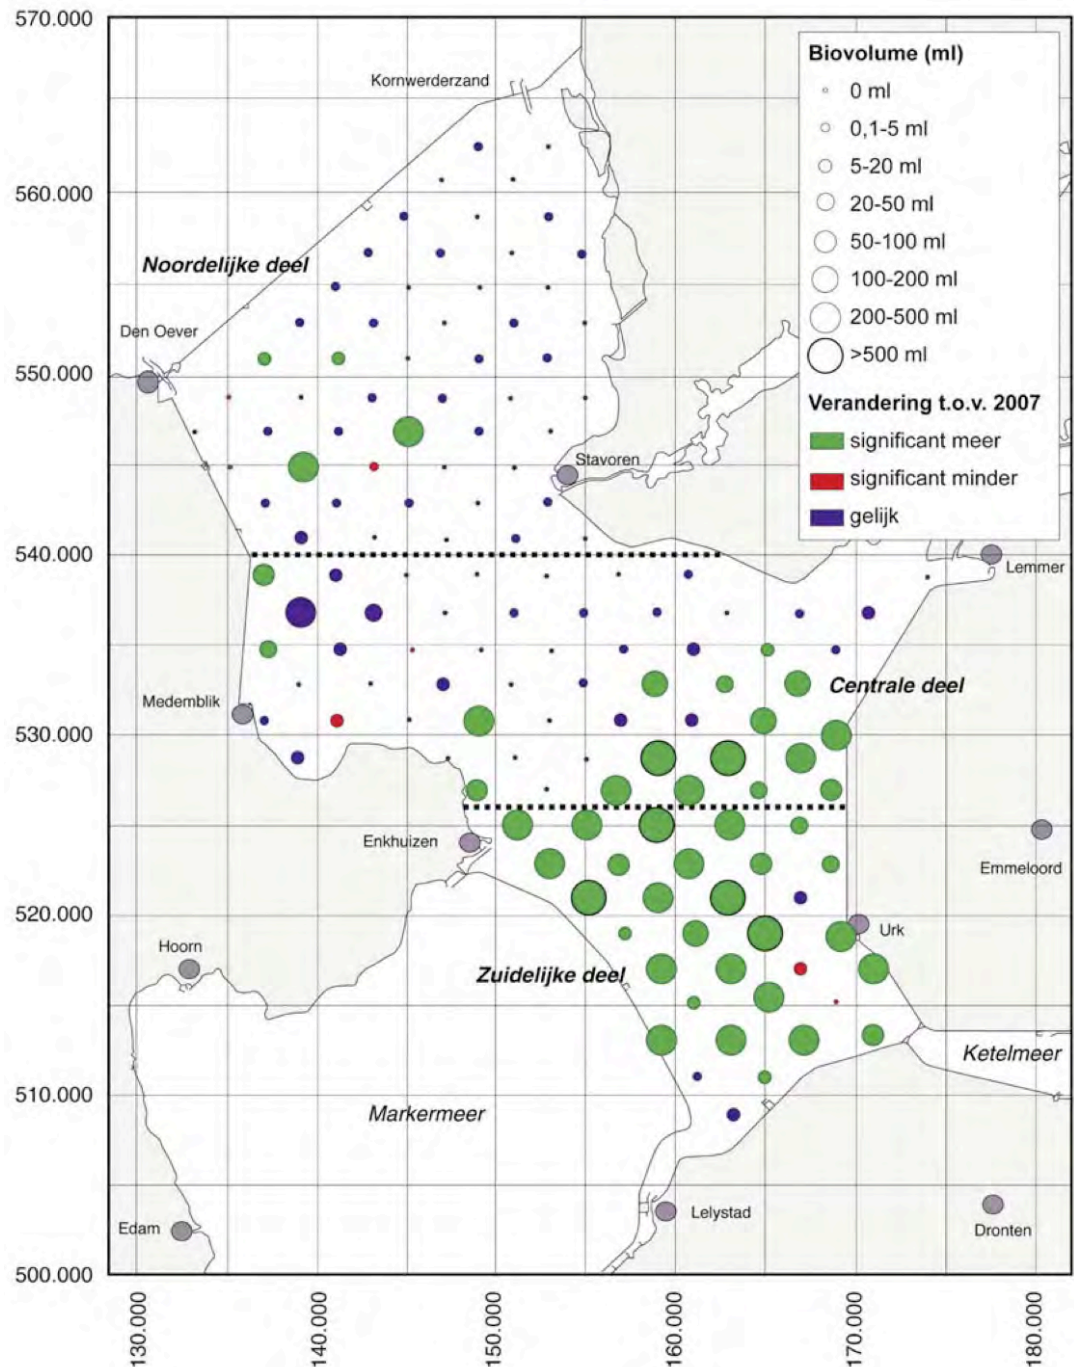 570.000
560.000
550.000
540.000
530.000
520.000
510.000
500.000
Kornwerderzand
Noordelijke deel
Den Oever
Stavoren
Lemmer
Medemblik
Centrale deel
Enkhuizen
Emmeloord
Urk
Hoorn
Zuidelijke deel
Ketelmeer
Markermeer
Edam
Lelystad
Dronten
Biovolume (ml)
0 ml
0,1-5 ml
5-20 ml
20-50 ml
50-100 ml
100-200 ml
200-500 ml
>500 ml
Verandering t.o.v. 2007
significant meer
significant minder
gelijk
130.000
140.000
150.000
160.000
170.000
180.000